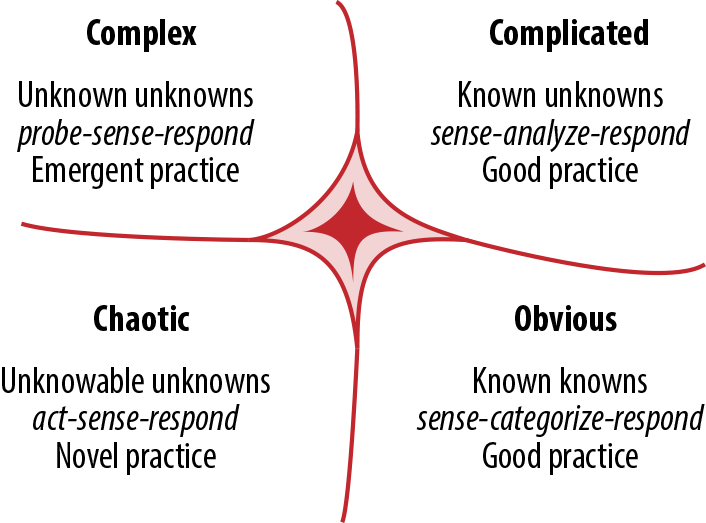 Complex
Unknown unknowns
probe-sense-respond
Emergent practice
Complicated
Known unknowns
sense-analyze-respond
Good practice
Chaotic
Unknowable unknowns
act-sense-respond
Novel practice
Obvious
Known knowns
sense-categorize-respond
Good practice